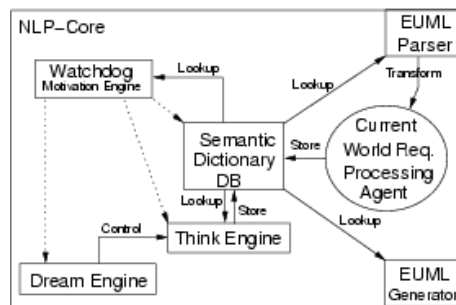 NLP-Core
EUML
Parser
Lookup
Watchdog
Motivation Engine
Lookup
Transform
Semantic
Dictionary
DB
Store
Current
World Req.
Processing
Agent
Lookup
Store
Lookup
Control
Think Engine
Dream Engine
EUML
Generator